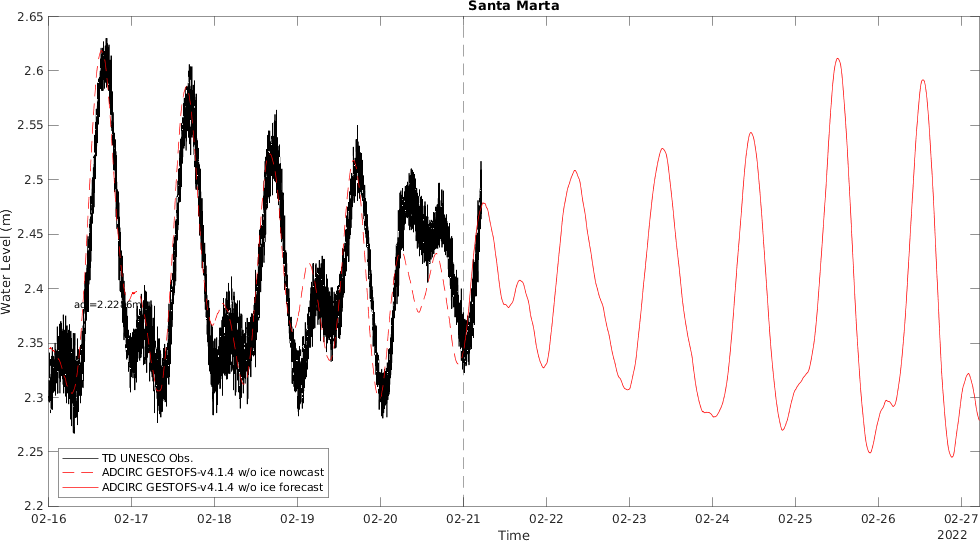 Santa Marta
2.65
2.6
2.55
2.5
2.45
2.4
2.35
2.3
2.25
2.2
Water Level (m)
TD UNESCO Obs.
ADCIRC GESTOFS-v4.1.4 w/o ice nowcast
ADCIRC GESTOFS-v4.1.4 w/o ice forecast
02-16 02-17 02-18 02-19 02-20 02-21 02-22 02-23 02-24 02-25 02-26 02-27
Time
2022